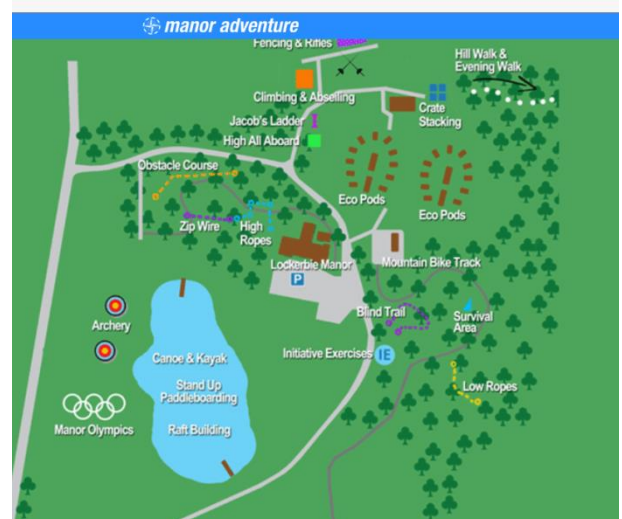 manor adventure
Fencing & Rifles
Hill Walk &
Evening Walk
Climbing & Abseiling
Crate
Stacking
Jacob's Ladder
High All Aboard
Obstacle Course
Eco Pods
Eco Pods
Zip Wire
High
Ropes
Lockerbie Manor
Mountain Bike Track
P
Blind Trail
Survival
Area
Archery
Initiative Exercises
IE
Canoe & Kayak
Stand Up
Paddleboarding
Low Ropes
Manor Olympics
Raft Building